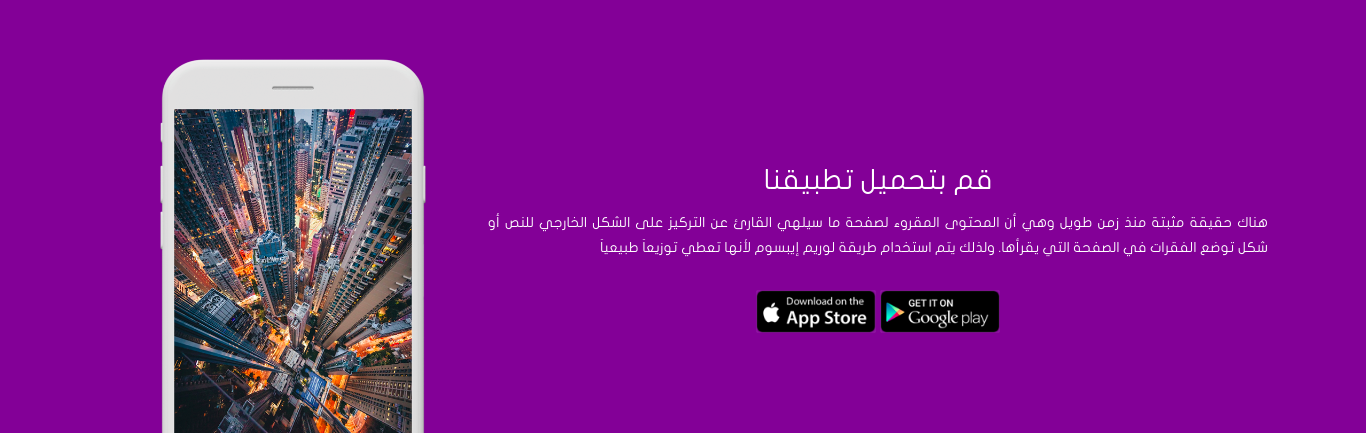 قم بتحميل تطبيقنا
هناك حقيقة مثبتة منذ زمن طويل وهي أن المحتوى المقروء لصفحة ما سيلهي القارئ عن التركيز على الشكل الخارجي للنص أو
شكل توضع الفقرات في الصفحة التي يقرأها. ولذلك يتم استخدام طريقة لوريم إيبسوم لأنها تعطي توزيعاَ طبيعياَ
Download on the
App Store
GET IT ON
Google play